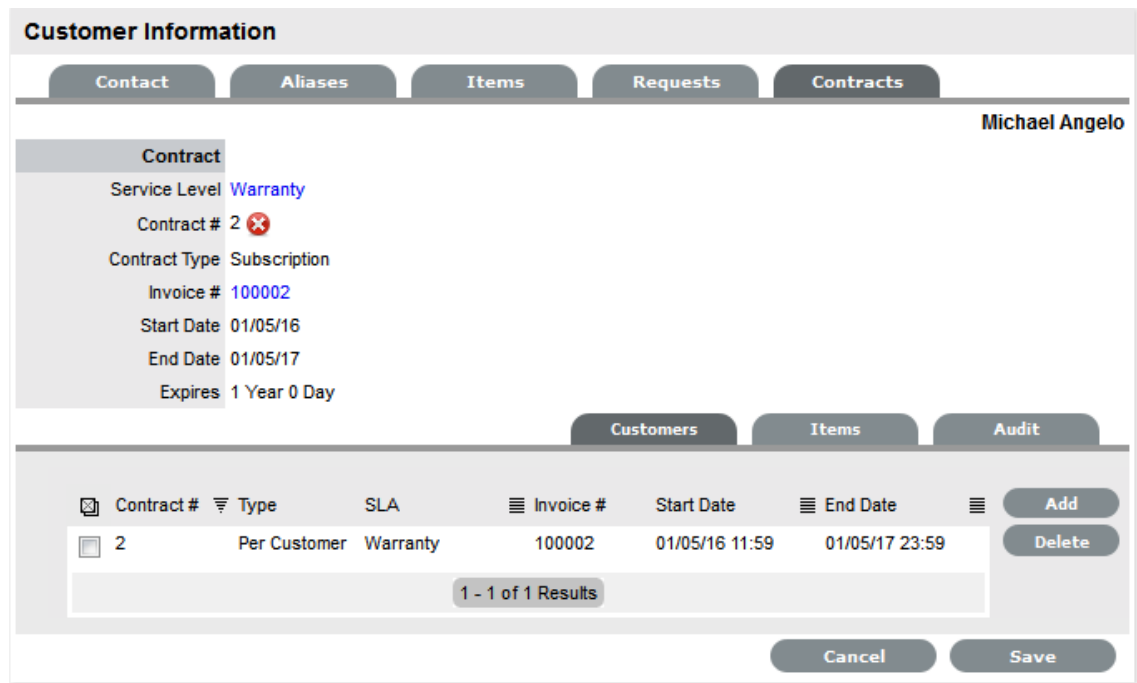 Customer Information
Contact Aliases Items Requests Contracts
Michael Angelo
Contract
Service Level Warranty
Contract # 2
Contract Type Subscription
Invoice # 100002
Start Date 01/05/16
End Date 01/05/17
Expires 1 Year 0 Day
Customers Items Audit
Contract # Type SLA Invoice # Start Date End Date Add
2 Per Customer Warranty 100002 01/05/16 11:59 01/05/17 23:59 Delete
1 - 1 of 1 Results
Cancel Save